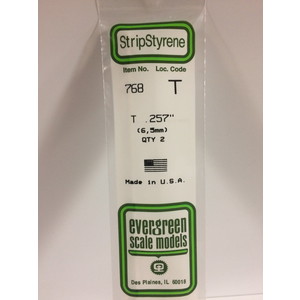 StripStyrene
Item No. Loc. Code
768 T
T .257"
(6,5mm)
QTY 2
Made in U.S.A.
evergreen
scale models
Des Plaines, IL 60018